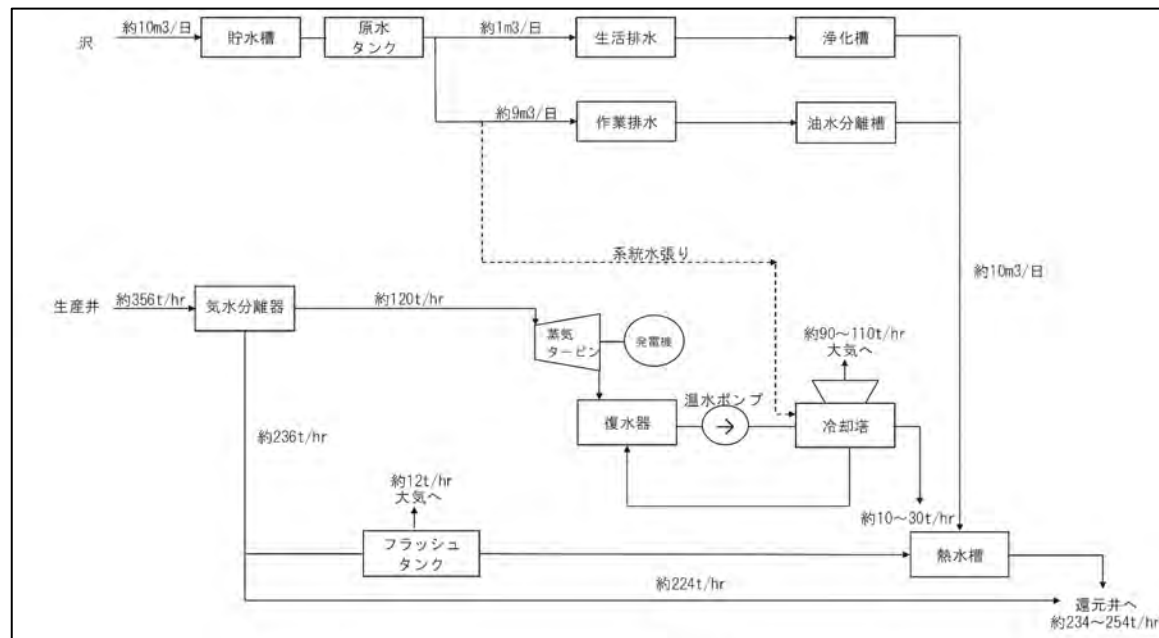 沢
約10m3/日
貯水槽
原水
タンク
約1m3/日
生活排水
浄化槽
約9m3/日
作業排水
油水分離槽
系統水張り
約10m3/日
生産井
約356t/hr
気水分離器
約120t/hr
蒸気
タービン
発電機
約90～110t/hr
大気へ
温水ポンプ
復水器
冷却塔
約236t/hr
約12t/hr
大気へ
約10～30t/hr
フラッシュ
タンク
熱水槽
約224t/hr
還元井へ
約234～254t/hr